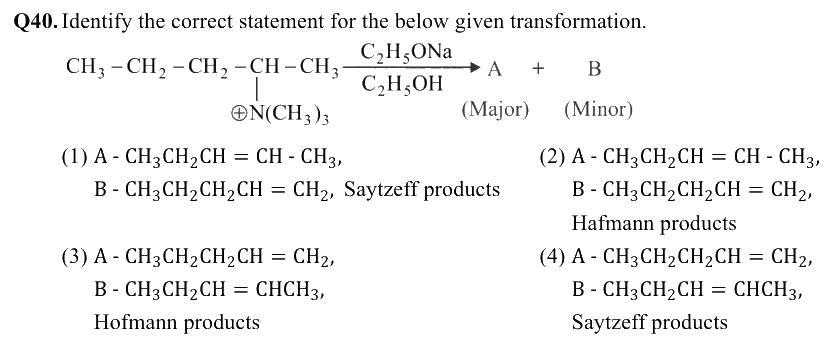 Q40. Identify the correct statement for the below given transformation.
CH₃ – CH₂ – CH₂ – CH – CH₃ C₂H₅ONa A + B
C₂H₅OH
⊕N(CH₃)₃ (Major) (Minor)
(1) A - CH₃CH₂CH = CH - CH₃,
B - CH₃CH₂CH₂CH = CH₂, Saytzeff products
(2) A - CH₃CH₂CH = CH - CH₃,
B - CH₃CH₂CH₂CH = CH₂,
Hafmann products
(3) A - CH₃CH₂CH₂CH = CH₂,
B - CH₃CH₂CH = CHCH₃,
Hofmann products
(4) A - CH₃CH₂CH₂CH = CH₂,
B - CH₃CH₂CH = CHCH₃,
Saytzeff products